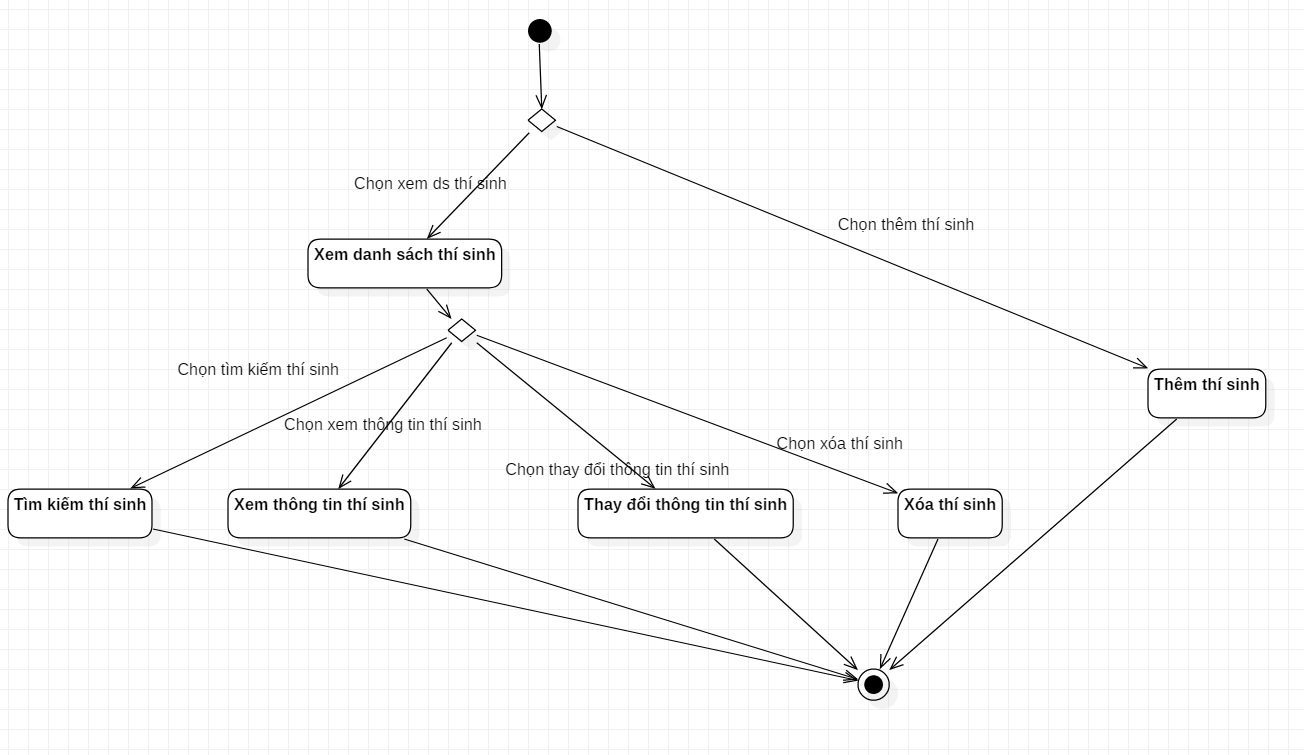 Chọn xem ds thí sinh
Chọn thêm thí sinh
Xem danh sách thí sinh
Chọn tìm kiếm thí sinh
Thêm thí sinh
Chọn xem thông tin thí sinh
Chọn xóa thí sinh
Chọn thay đổi thông tin thí sinh
Tìm kiếm thí sinh
Xem thông tin thí sinh
Thay đổi thông tin thí sinh
Xóa thí sinh